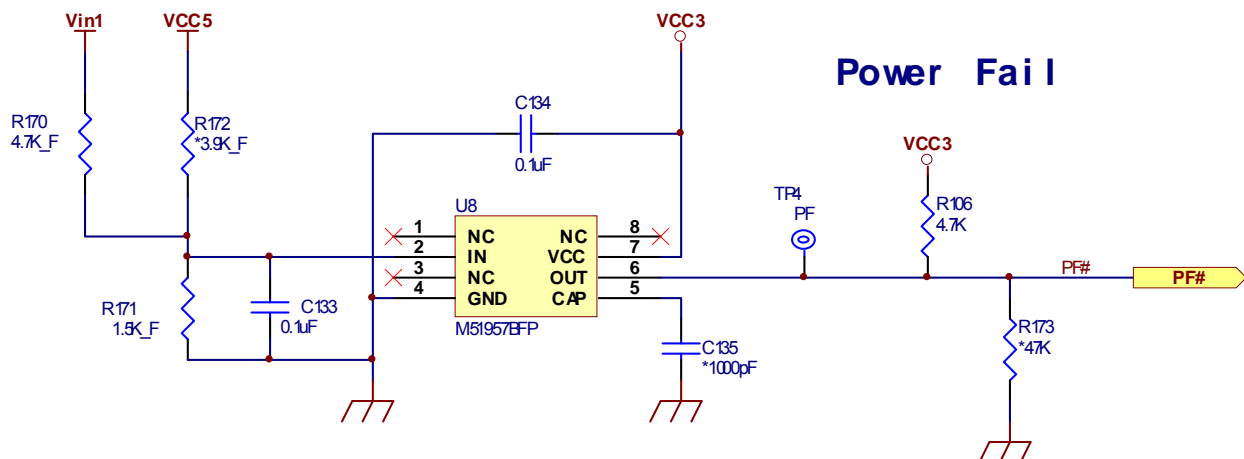 Vin1
VCC5
VCC3
Power Fail
C134
0.1uF
R170
4.7K_F
R172
*3.9K_F
VCC3
U8
TP4
PF
R106
4.7K
1 NC NC 8
2 IN VCC 7
3 NC OUT 6
4 GND CAP 5
M51957BFP
PF#
PF#
R171
1.5K_F
C133
0.1uF
C135
*1000pF
R173
*47K